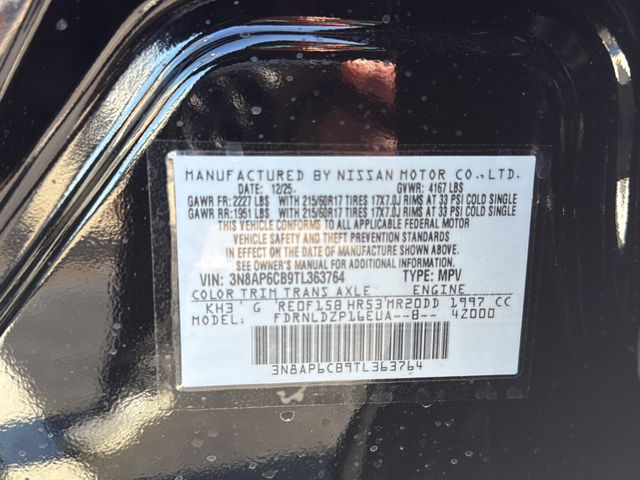 MANUFACTURED BY NISSAN MOTOR CO.,LTD.
DATE: 12/25. GVWR: 4167 LBS
GAWR FR: 2227 LBS WITH 215/60R17 TIRES 17X7.0J RIMS AT 33 PSI COLD SINGLE
GAWR RR: 1951 LBS WITH 215/60R17 TIRES 17X7.0J RIMS AT 33 PSI COLD SINGLE
THIS VEHICLE CONFORMS TO ALL APPLICABLE FEDERAL MOTOR
VEHICLE SAFETY AND THEFT PREVENTION STANDARDS
IN EFFECT ON THE DATE OF MANUFACTURE SHOWN ABOVE.
SEE OWNER'S MANUAL FOR ADDITIONAL INFORMATION
VIN: 3N8AP6CB9TL363764 TYPE: MPV
COLOR TRIM TRANS AXLE ENGINE
KH3 G RE0F15B HR53 MR20DD 1997 CC
MODEL: FDRNLDZP16EUA--B-- 4Z000
3N8AP6CB9TL363764